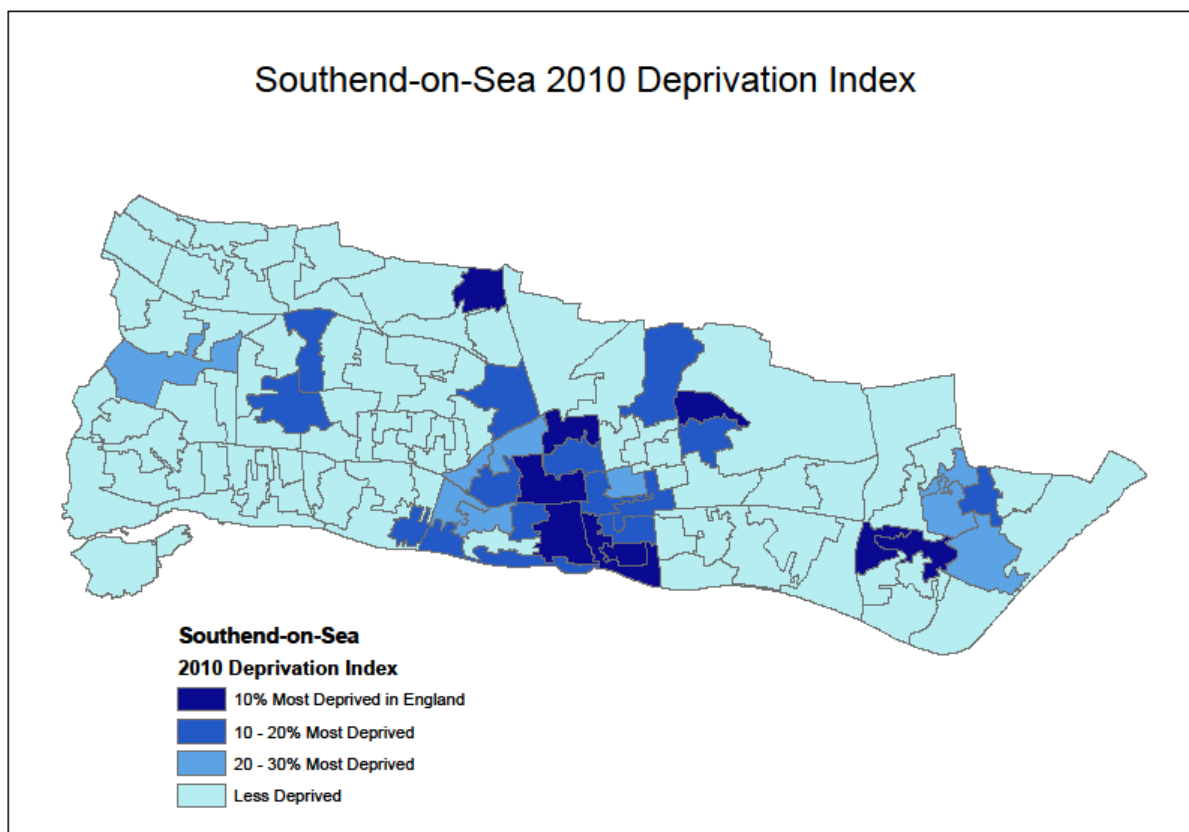 Southend-on-Sea 2010 Deprivation Index
Southend-on-Sea
2010 Deprivation Index
10% Most Deprived in England
10 - 20% Most Deprived
20 - 30% Most Deprived
Less Deprived